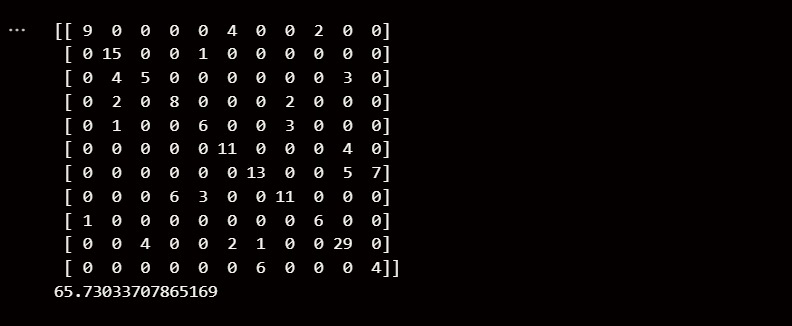 ...
[[ 9  0  0  0  0  4  0  0  2  0  0]
 [ 0 15  0  0  1  0  0  0  0  0  0]
 [ 0  4  5  0  0  0  0  0  0  3  0]
 [ 0  2  0  8  0  0  0  2  0  0  0]
 [ 0  1  0  0  6  0  0  3  0  0  0]
 [ 0  0  0  0  0 11  0  0  0  4  0]
 [ 0  0  0  0  0  0 13  0  0  5  7]
 [ 0  0  0  6  3  0  0 11  0  0  0]
 [ 1  0  0  0  0  0  0  0  6  0  0]
 [ 0  0  4  0  0  2  1  0  0 29  0]
 [ 0  0  0  0  0  0  6  0  0  0  4]]
65.73033707865169